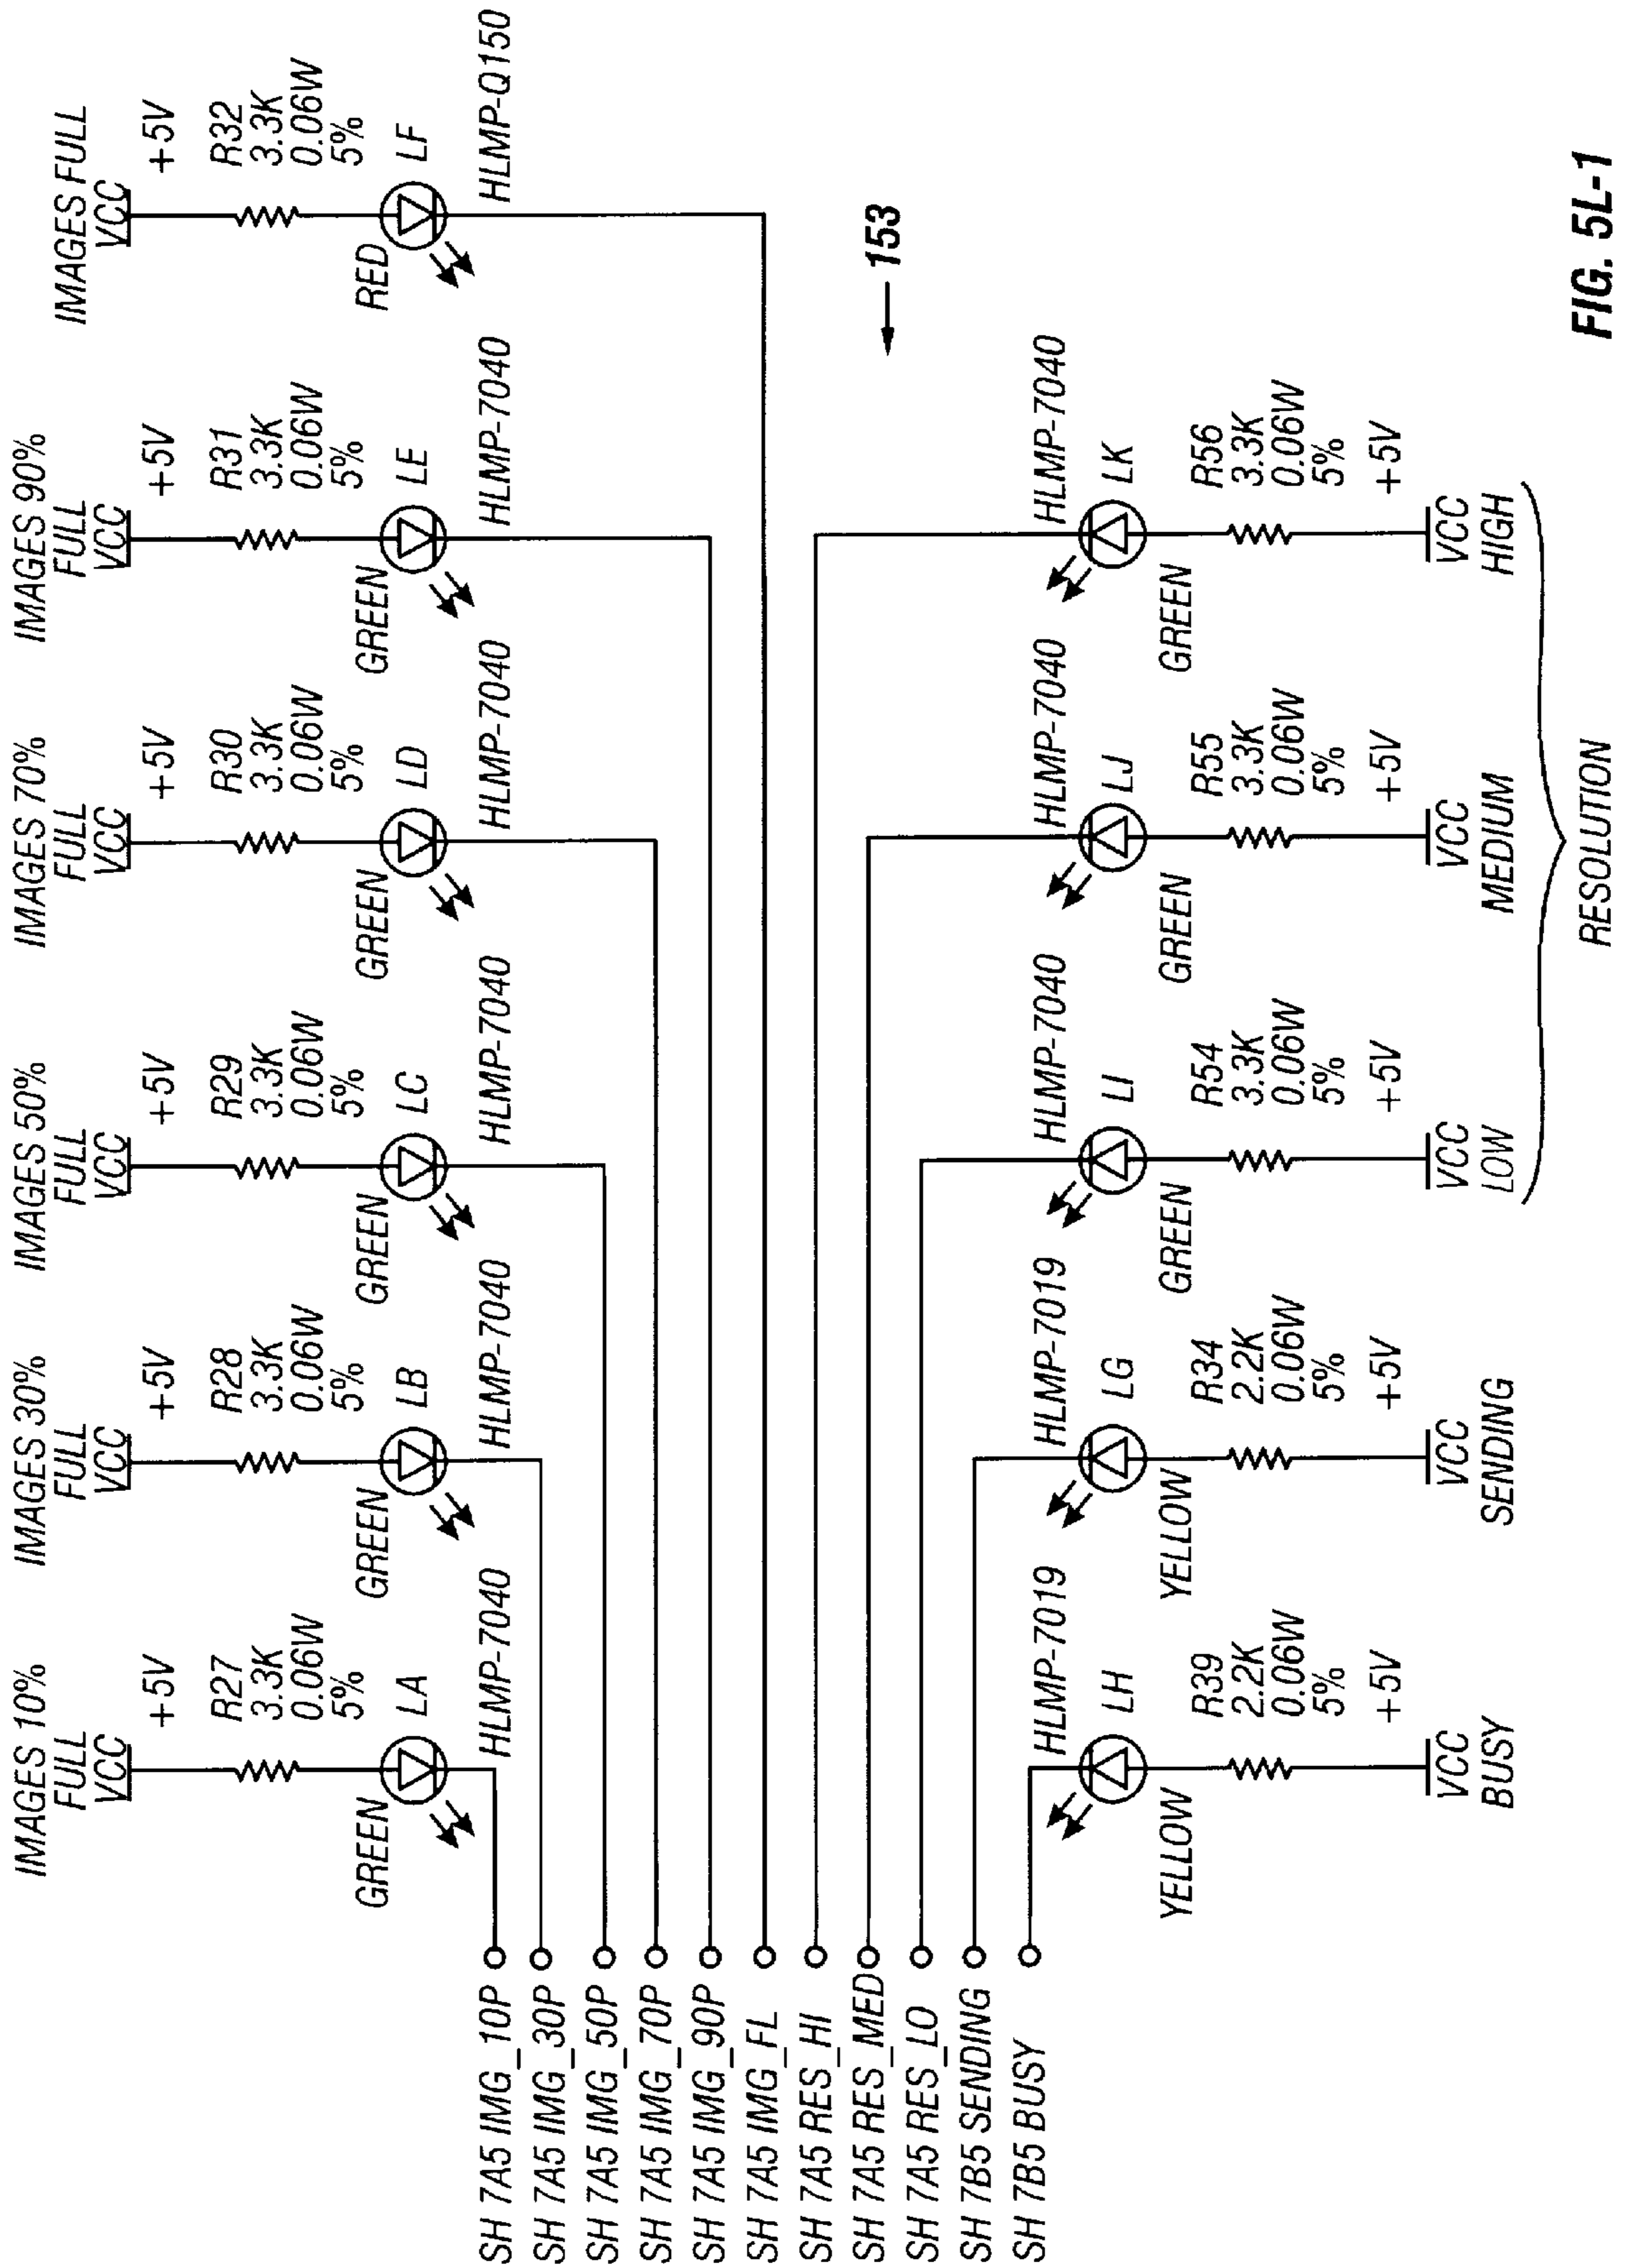 IMAGES 10%
FULL
VCC
+5V
R27
3.3K
0.06W
5%
GREEN
LA
HLMP-7040
IMAGES 30%
FULL
VCC
+5V
R28
3.3K
0.06W
5%
GREEN
LB
HLMP-7040
IMAGES 50%
FULL
VCC
+5V
R29
3.3K
0.06W
5%
GREEN
LC
HLMP-7040
IMAGES 70%
FULL
VCC
+5V
R30
3.3K
0.06W
5%
GREEN
LD
HLMP-7040
IMAGES 90%
FULL
VCC
+5V
R31
3.3K
0.06W
5%
GREEN
LE
HLMP-7040
IMAGES FULL
VCC
+5V
R32
3.3K
0.06W
5%
RED
LF
HLMP-Q150
SH 7A5 IMG_10P
SH 7A5 IMG_30P
SH 7A5 IMG_50P
SH 7A5 IMG_70P
SH 7A5 IMG_90P
SH 7A5 IMG_FL
SH 7A5 RES_HI
SH 7A5 RES_MED
SH 7A5 RES_LO
SH 7B5 SENDING
SH 7B5 BUSY
153
HLMP-7019
LH
YELLOW
R39
2.2K
0.06W
5%
+5V
VCC
BUSY
HLMP-7019
LG
YELLOW
R34
2.2K
0.06W
5%
+5V
VCC
SENDING
HLMP-7040
LI
GREEN
R54
3.3K
0.06W
5%
+5V
VCC
LOW
HLMP-7040
LJ
GREEN
R55
3.3K
0.06W
5%
+5V
VCC
MEDIUM
HLMP-7040
LK
GREEN
R56
3.3K
0.06W
5%
+5V
VCC
HIGH
RESOLUTION
FIG. 5L-1